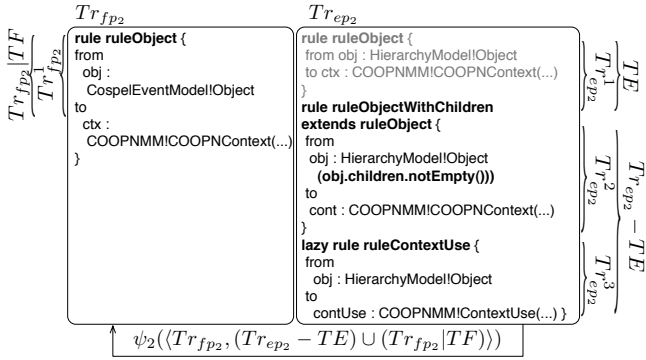 Tr_{fp_2}
Tr_{fp_2}|TF
Tr^1_{fp_2}
rule ruleObject {
from
obj :
CospelEventModel!Object
to
ctx :
COOPNMM!COOPNContext(...)
}
Tr_{ep_2}
rule ruleObject {
from obj : HierarchyModel!Object
to ctx : COOPNMM!COOPNContext(...)
}
rule ruleObjectWithChildren
extends ruleObject {
from
obj : HierarchyModel!Object
(obj.children.notEmpty()))
to
cont : COOPNMM!COOPNContext(...)
}
lazy rule ruleContextUse {
from
obj : HierarchyModel!Object
to
contUse : COOPNMM!ContextUse(...) }
Tr^1_{ep_2}
TE
Tr^2_{ep_2}
Tr^3_{ep_2}
Tr_{ep_2} − TE
ψ_2(⟨Tr_{fp_2}, (Tr_{ep_2} − TE) ∪ (Tr_{fp_2}|TF)⟩)